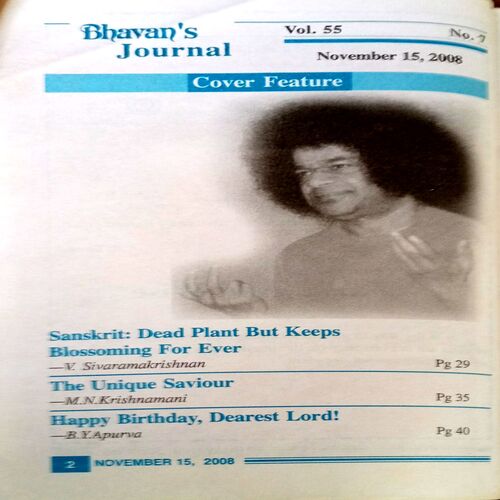 Bhavan's
Journal
Vol. 55
No. 7
November 15, 2008
Cover Feature
Sanskrit: Dead Plant But Keeps
Blossoming For Ever
—V. Sivaramakrishnan Pg 29
The Unique Saviour
—M.N.Krishnamani Pg 35
Happy Birthday, Dearest Lord!
—B.Y.Apurva Pg 40
2 NOVEMBER 15, 2008